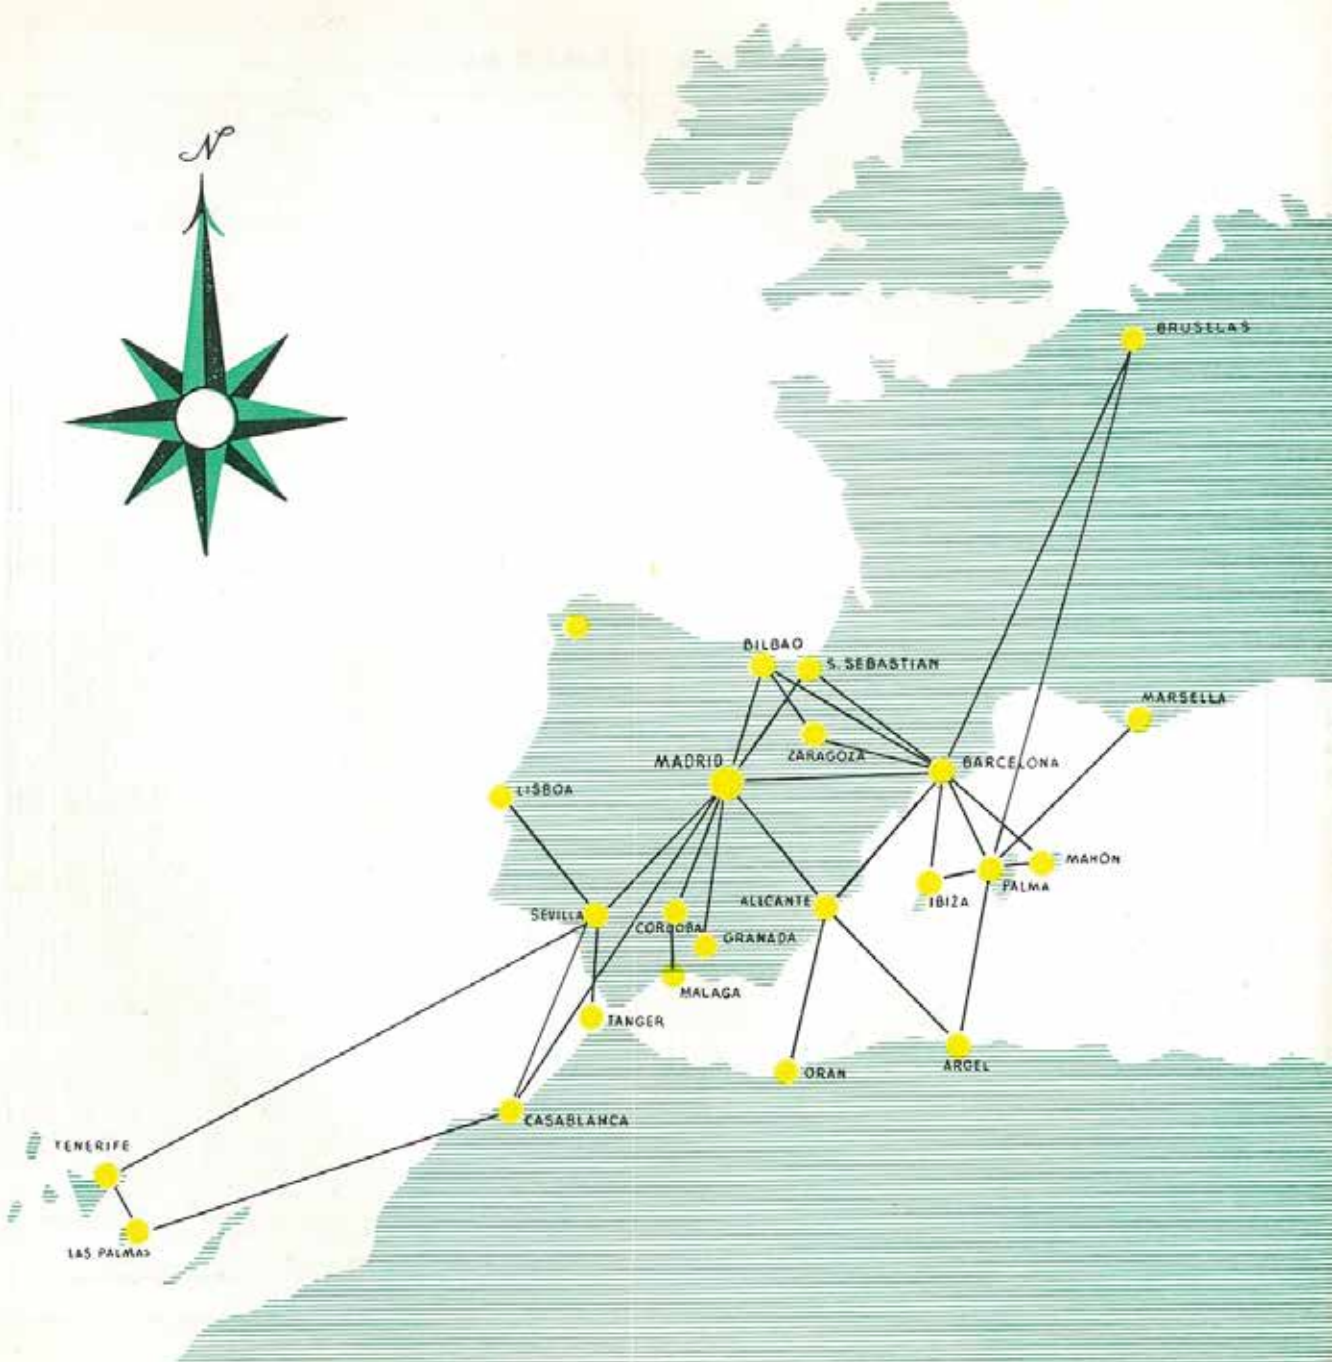 N
BRUSELAS
BILBAO
S. SEBASTIAN
MARSELLA
ZARAGOZA
MADRID
BARCELONA
LISBOA
MAHÓN
PALMA
IBIZA
ALICANTE
SEVILLA
CORDOBA
GRANADA
MALAGA
TANGER
ARGEL
ORAN
CASABLANCA
TENERIFE
LAS PALMAS